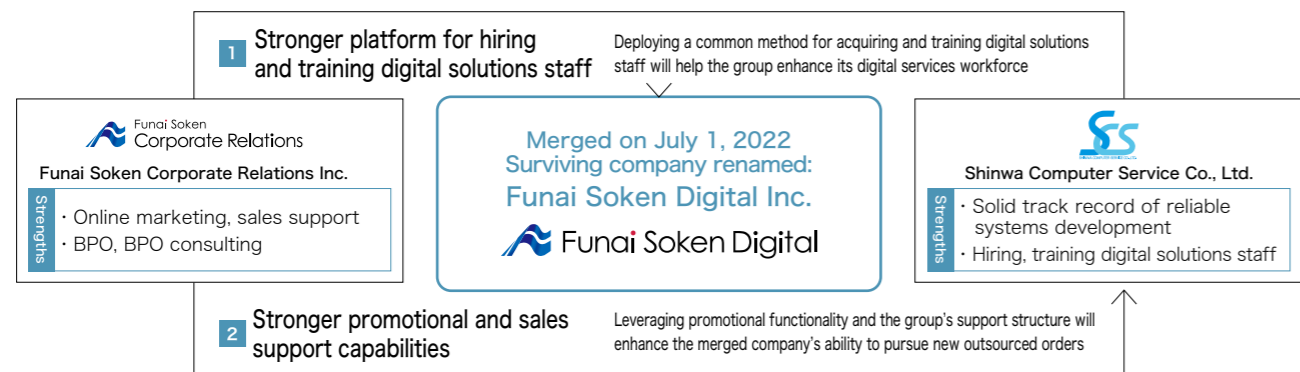 1
Stronger platform for hiring
and training digital solutions staff
Deploying a common method for acquiring and training digital solutions
staff will help the group enhance its digital services workforce
Funai Soken
Corporate Relations
Funai Soken Corporate Relations Inc.
Strengths
・Online marketing, sales support
・BPO, BPO consulting
Merged on July 1, 2022
Surviving company renamed:
Funai Soken Digital Inc.
Funai Soken Digital
SCS
Shinwa Computer Service Co., Ltd.
Strengths
・Solid track record of reliable
systems development
・Hiring, training digital solutions staff
2
Stronger promotional and sales
support capabilities
Leveraging promotional functionality and the group's support structure will
enhance the merged company's ability to pursue new outsourced orders